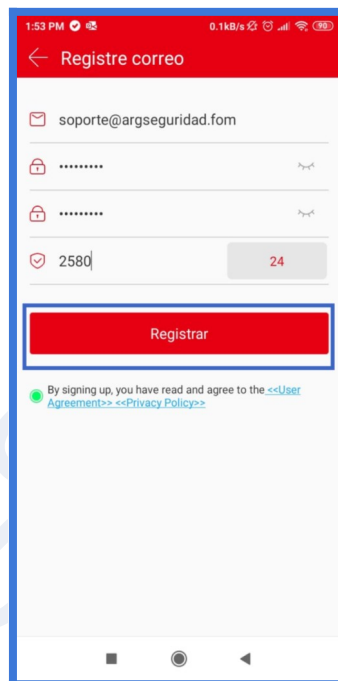 1:53 PM 0.1kB/s 90
Registre correo
soporte@argseguridad.fom
•••••••••
•••••••••
2580 24
Registrar
By signing up, you have read and agree to the <<User
Agreement>> <<Privacy Policy>>